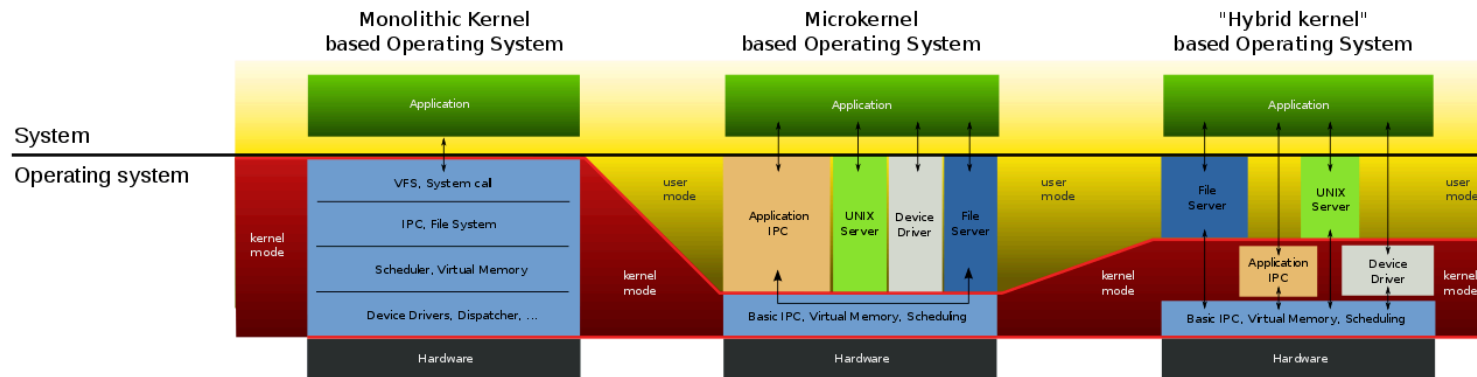 Monolithic Kernel
based Operating System
Microkernel
based Operating System
"Hybrid kernel"
based Operating System
Application
Application
Application
System
Operating system
kernel
mode
VFS, System call
IPC, File System
Scheduler, Virtual Memory
Device Drivers, Dispatcher, ...
Hardware
user
mode
kernel
mode
Application
IPC
UNIX
Server
Device
Driver
File
Server
Basic IPC, Virtual Memory, Scheduling
Hardware
user
mode
kernel
mode
File
Server
UNIX
Server
Application
IPC
Device
Driver
Basic IPC, Virtual Memory, Scheduling
Hardware
user
mode
kernel
mode